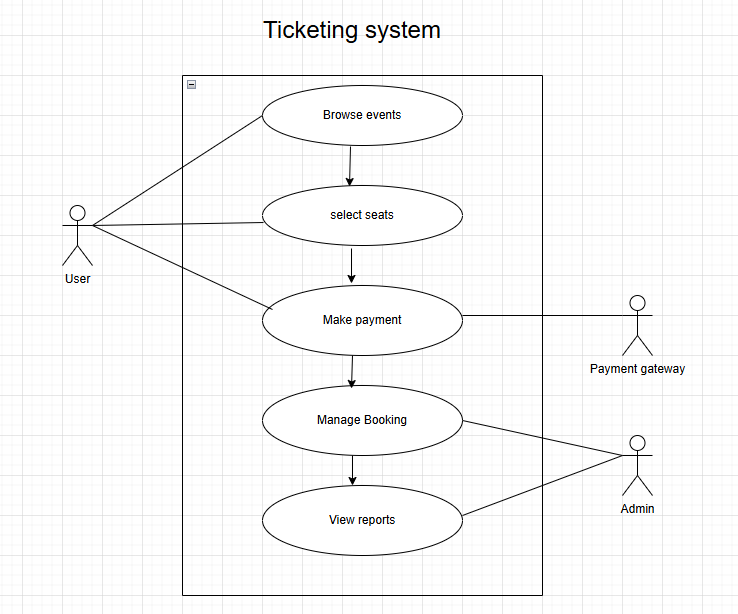 Ticketing system
Browse events
select seats
User
Make payment
Payment gateway
Manage Booking
Admin
View reports